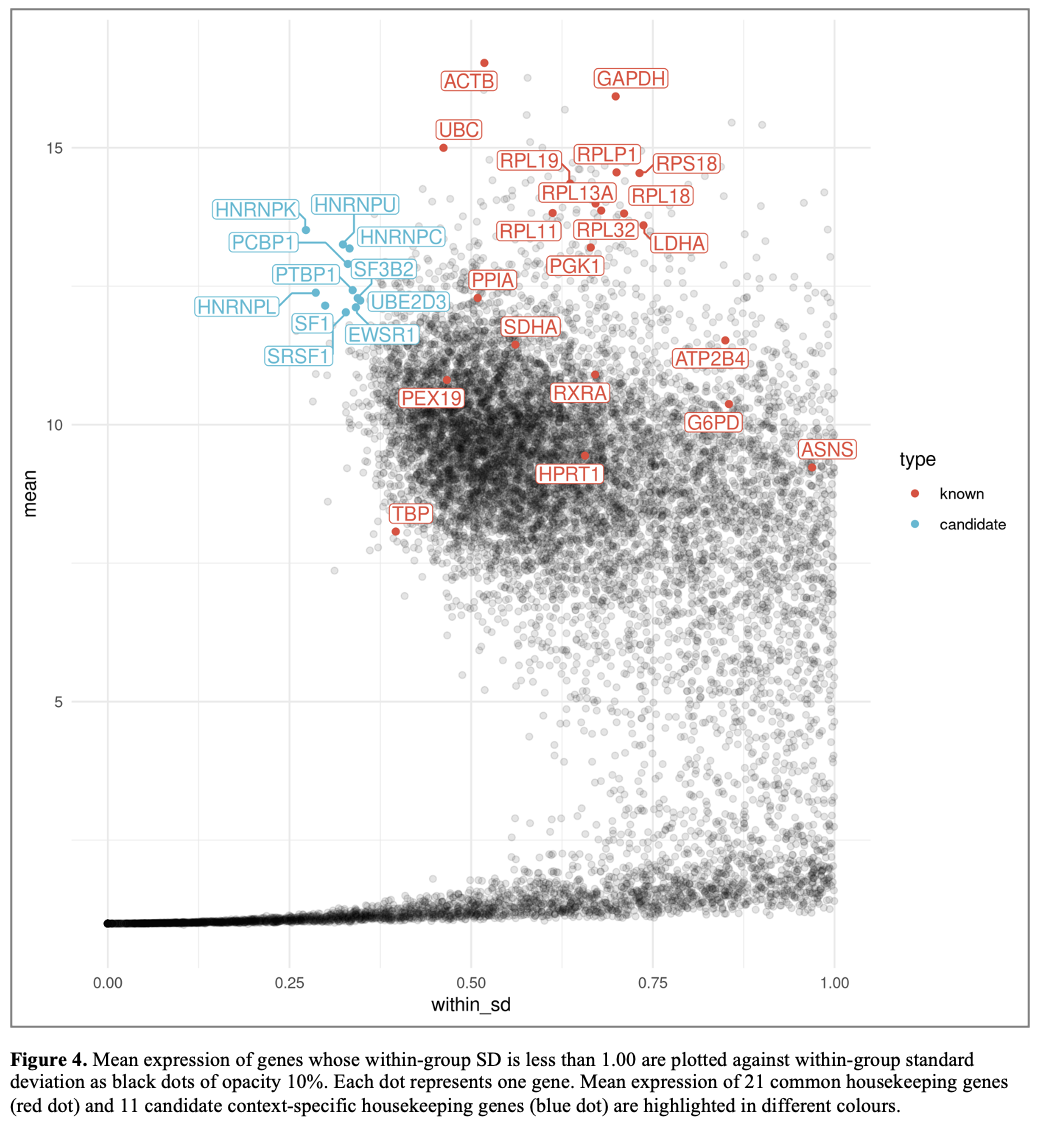 ACTB
GAPDH
UBC
15
RPL19
RPLP1
RPS18
RPL13A
RPL18
HNRNPK
HNRNPU
PCBP1
HNRNPC
RPL11
RPL32
LDHA
PGK1
PTBP1
SF3B2
PPIA
HNRNPL
UBE2D3
SF1
EWSR1
SDHA
SRSF1
ATP2B4
PEX19
RXRA
10
G6PD
ASNS
HPRT1
TBP
mean
type
known
candidate
5
0.00 0.25 0.50 0.75 1.00
within_sd
Figure 4. Mean expression of genes whose within-group SD is less than 1.00 are plotted against within-group standard
deviation as black dots of opacity 10%. Each dot represents one gene. Mean expression of 21 common housekeeping genes
(red dot) and 11 candidate context-specific housekeeping genes (blue dot) are highlighted in different colours.